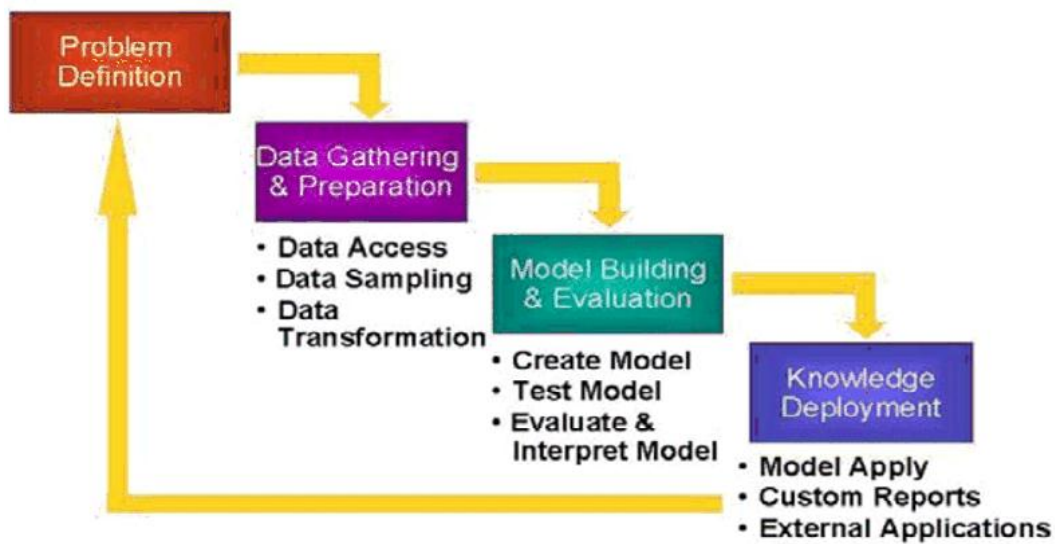 Problem
Definition
Data Gathering
& Preparation
• Data Access
• Data Sampling
• Data
Transformation
Model Building
& Evaluation
• Create Model
• Test Model
• Evaluate &
Interpret Model
Knowledge
Deployment
• Model Apply
• Custom Reports
• External Applications